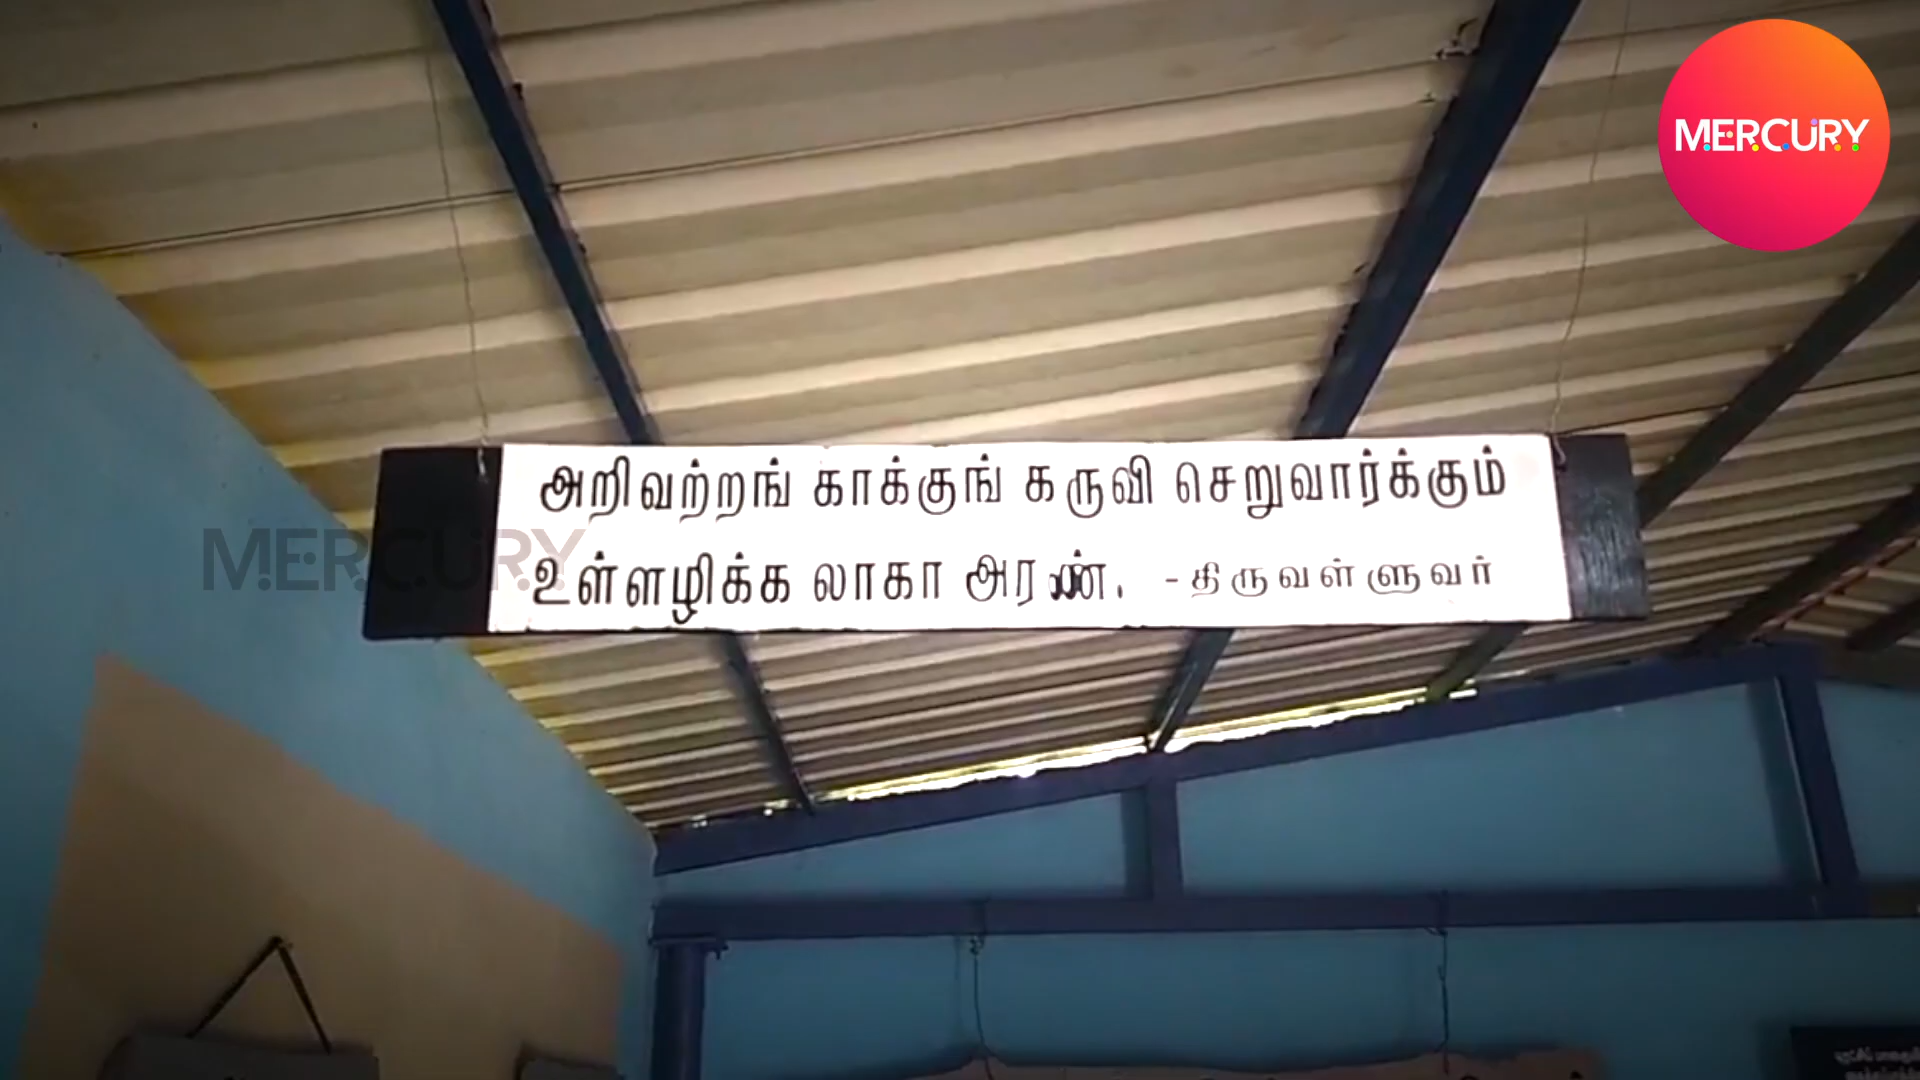 MERCURY
அறிவற்றங் காக்குங் கருவி செறுவார்க்கும்
உள்ளழிக்க லாகா அரண். - திருவள்ளுவர்
MERCURY